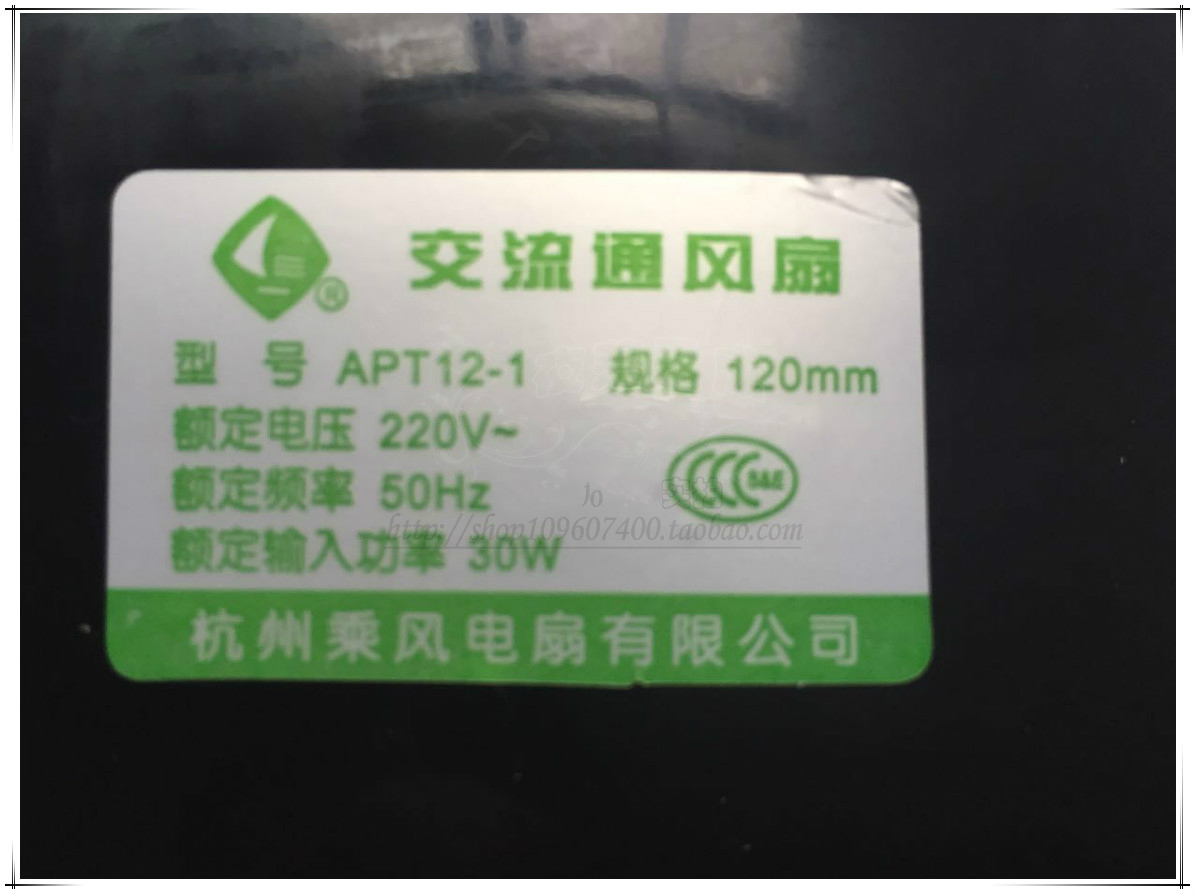 交流通风扇
型号 APT12-1 规格 120mm
额定电压 220V~
额定频率 50Hz
S&E
额定输入功率 30W
http://shop109607400.taobao.com
杭州乘风电扇有限公司